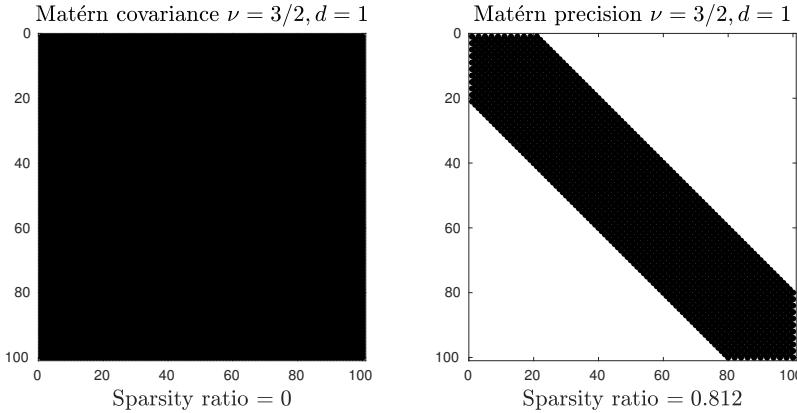 Matérn covariance ν = 3/2, d = 1
0
20
40
60
80
100
0 20 40 60 80 100
Sparsity ratio = 0
Matérn precision ν = 3/2, d = 1
0
20
40
60
80
100
0 20 40 60 80 100
Sparsity ratio = 0.812